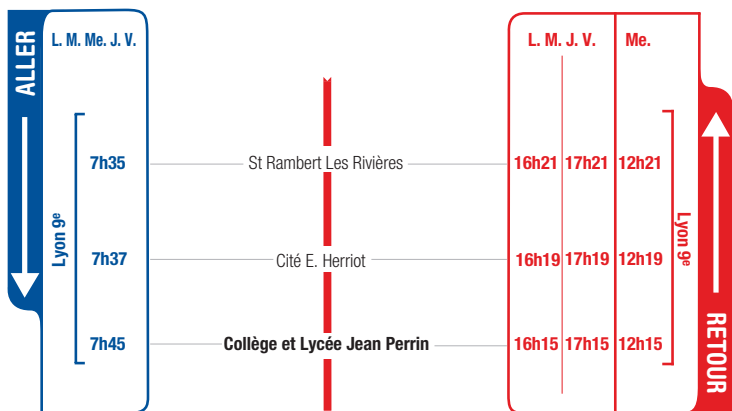 ALLER
L. M. Me. J. V.
L. M. J. V.
Me.
7h35 St Rambert Les Rivières 16h21 17h21 12h21
Lyon 9e
7h37 Cité E. Herriot 16h19 17h19 12h19
Lyon 9e
7h45 Collège et Lycée Jean Perrin 16h15 17h15 12h15
RETOUR